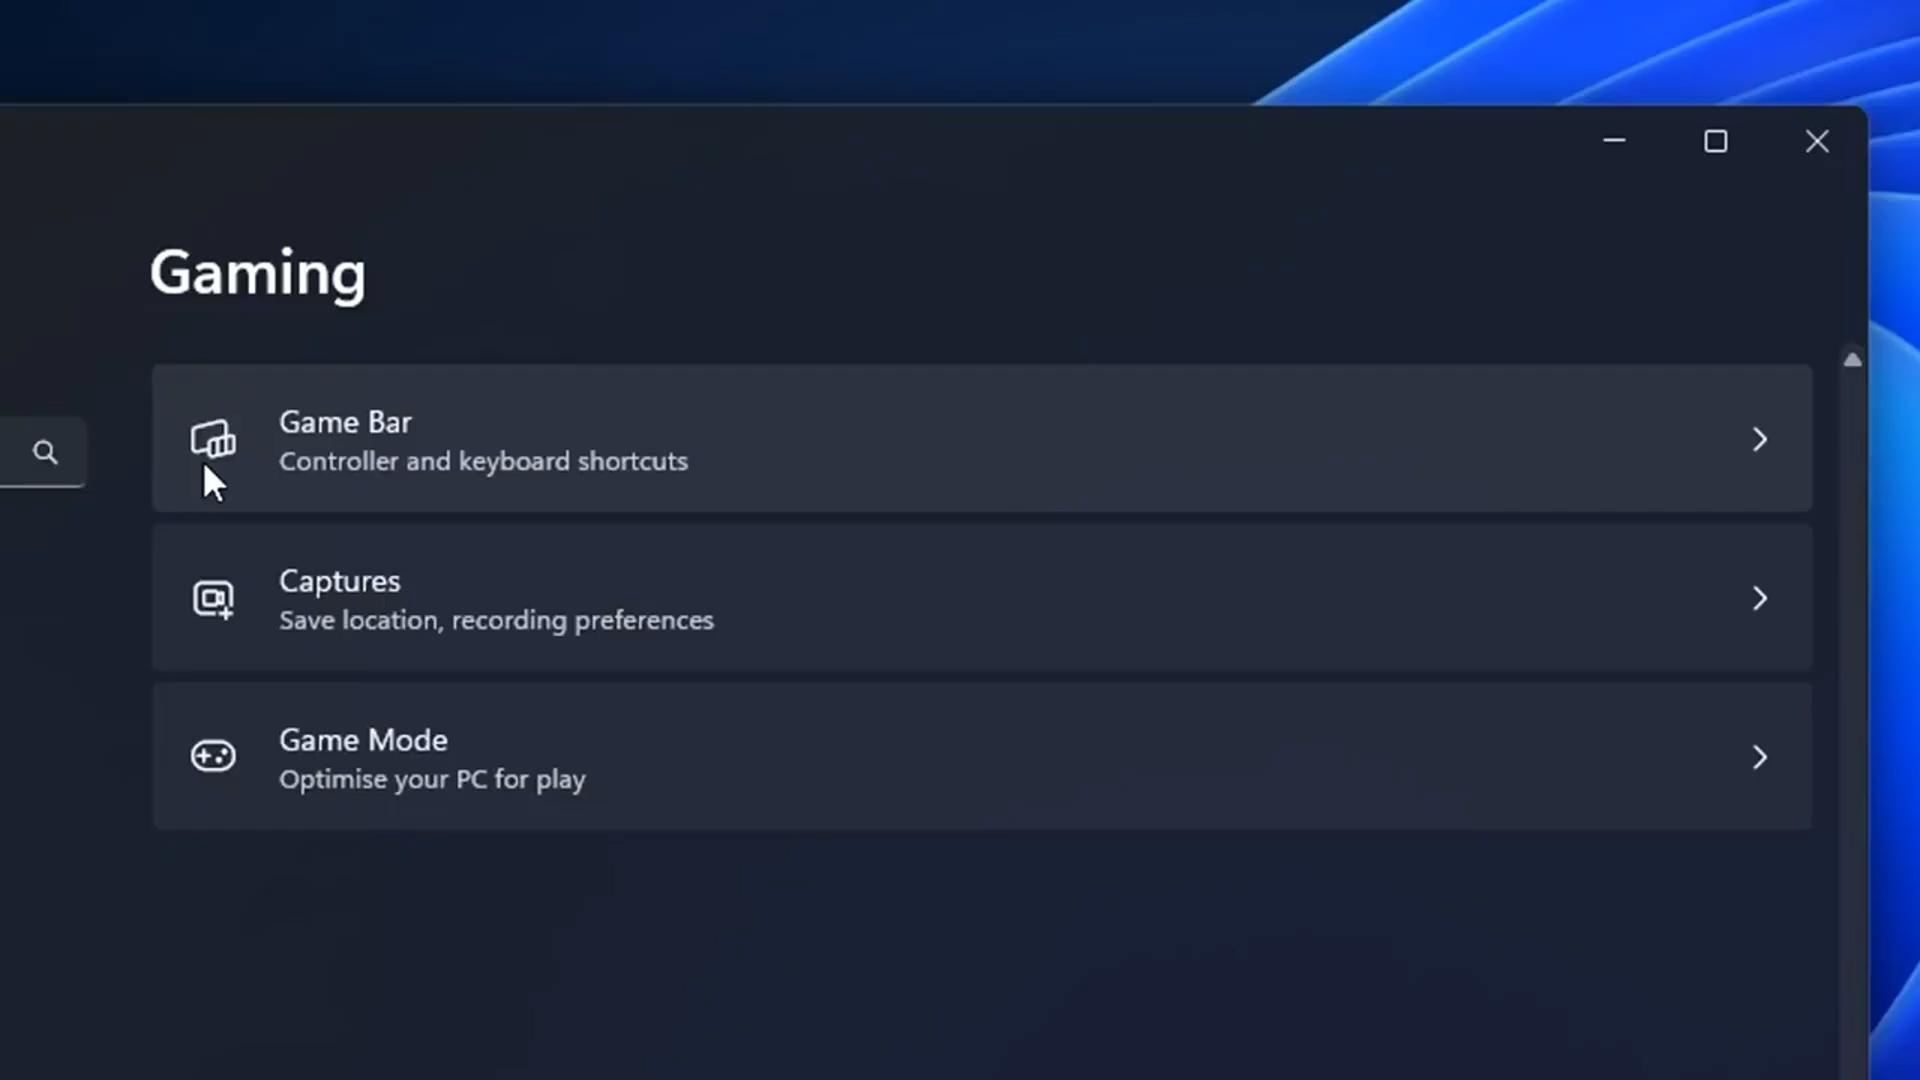 Gaming
Game Bar
Controller and keyboard shortcuts
Captures
Save location, recording preferences
Game Mode
Optimise your PC for play